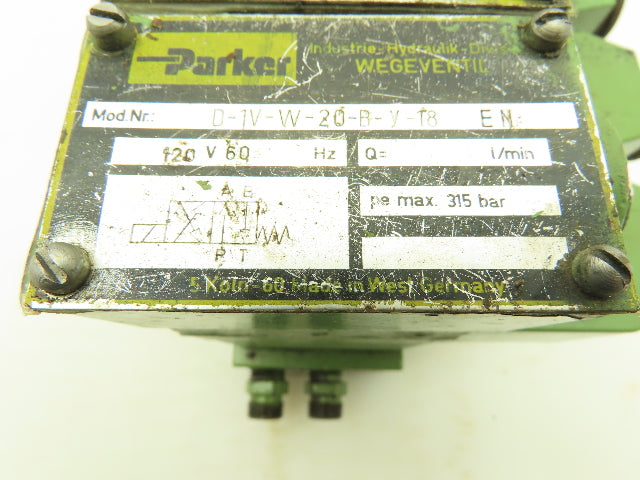 Parker
Industrie-Hydraulik-Divis
WEGEVENTIL
Mod.Nr.: D-1V-W-20-B-Y-18 EN:
120 V 60 Hz
Q= l/min
pe max. 315 bar
A B
P T
5 Köln 60 Made in West Germany